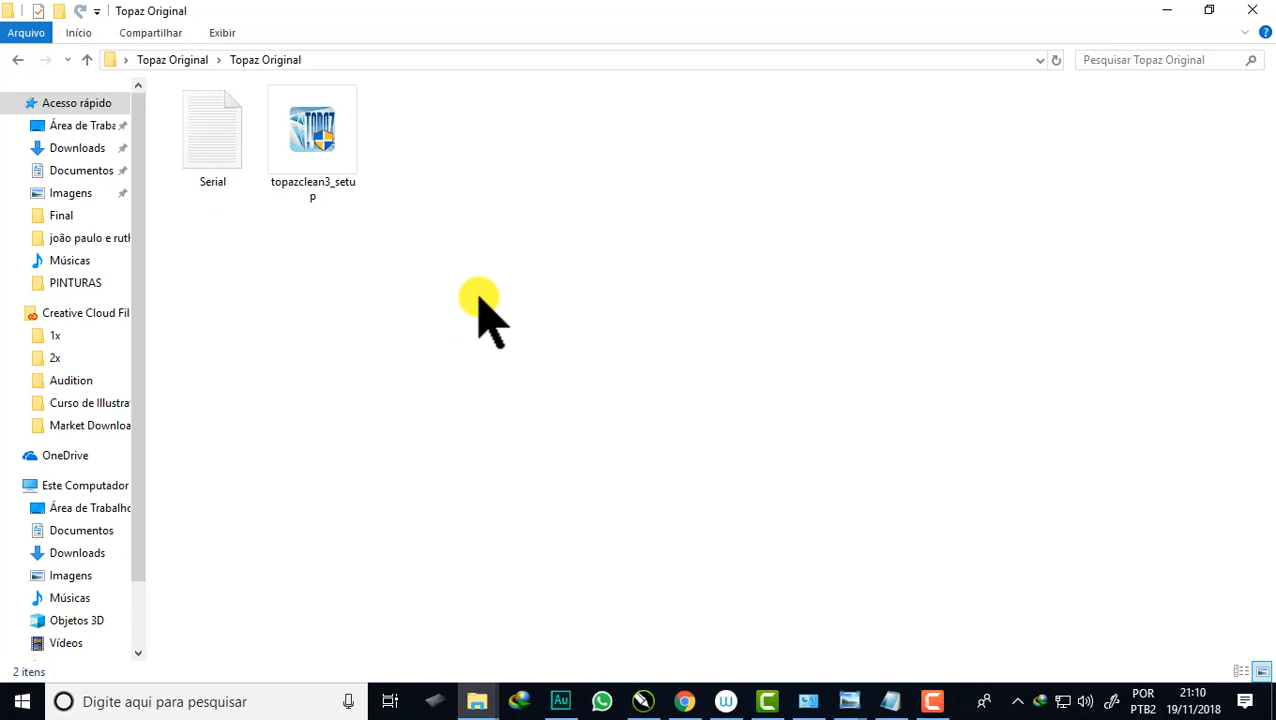 Topaz Original
Arquivo Início Compartilhar Exibir
Topaz Original Topaz Original
Pesquisar Topaz Original
Acesso rápido
Área de Traba
Downloads
Documentos
Imagens
Final
joão paulo e ruth
Músicas
PINTURAS
Creative Cloud Fil
1x
2x
Audition
Curso de Illustra
Market Downloa
OneDrive
Este Computador
Área de Trabalho
Documentos
Downloads
Imagens
Músicas
Objetos 3D
Vídeos
Serial
TOPAZ
topazclean3_setu
p
2 itens
Digite aqui para pesquisar
Au
W
C
C
POR
PTB2
21:10
19/11/2018